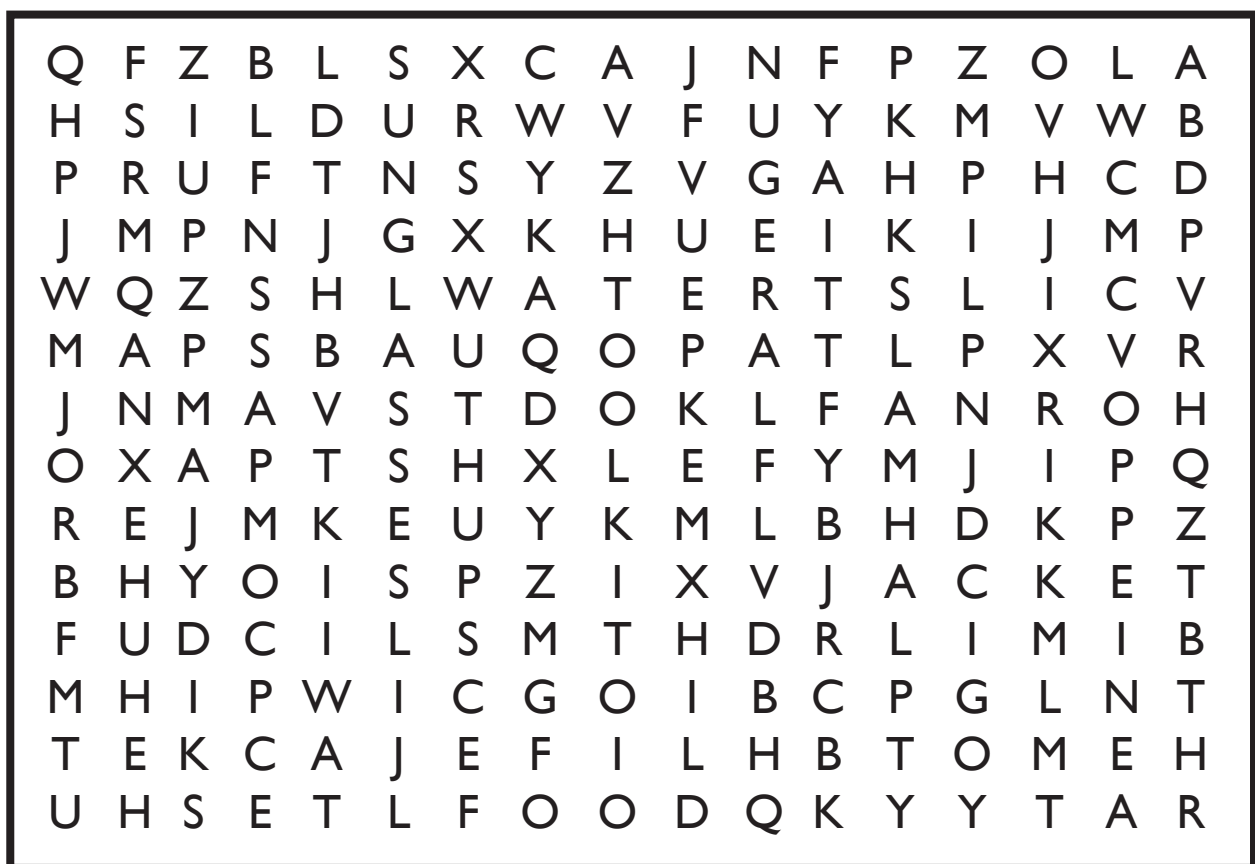 Q F Z B L S X C A J N F P Z O L A
H S I L D U R W V F U Y K M V W B
P R U F T N S Y Z V G A H P H C D
J M P N J G X K H U E I K I J M P
W Q Z S H L W A T E R T S L I C V
M A P S B A U Q O P A T L P X V R
J N M A V S T D O K L F A N R O H
O X A P T S H X L E F Y M J I P Q
R E J M K E U Y K M L B H D K P Z
B H Y O I S P Z I X V J A C K E T
F U D C I L S M T H D R L I M I B
M H I P W I C G O I B C P G L N T
T E K C A J E F I L H B T O M E H
U H S E T L F O O D Q K Y Y T A R